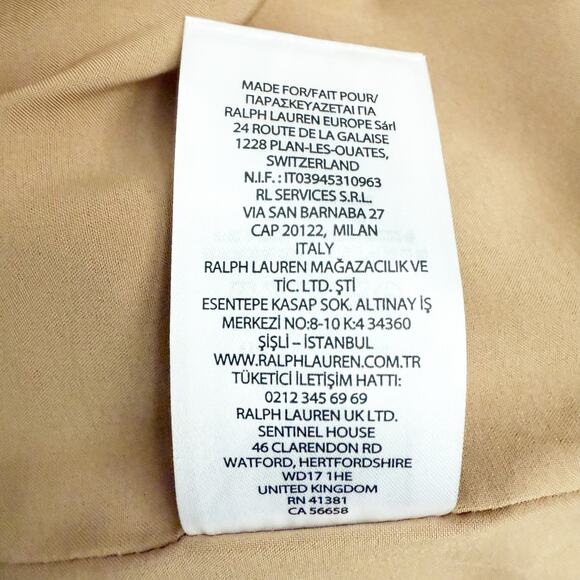 MADE FOR/FAIT POUR/
ΠΑΡΑΣΚΕΥΑΖΕΤΑΙ ΓΙΑ
RALPH LAUREN EUROPE Sárl
24 ROUTE DE LA GALAISE
1228 PLAN-LES-OUATES,
SWITZERLAND
N.I.F. : IT03945310963
RL SERVICES S.R.L.
VIA SAN BARNABA 27
CAP 20122, MILAN
ITALY
RALPH LAUREN MAĞAZACILIK VE
TİC. LTD. ŞTİ
ESENTEPE KASAP SOK. ALTINAY İŞ
MERKEZİ NO:8-10 K:4 34360
ŞİŞLİ – İSTANBUL
WWW.RALPHLAUREN.COM.TR
TÜKETİCİ İLETİŞİM HATTI:
0212 345 69 69
RALPH LAUREN UK LTD.
SENTINEL HOUSE
46 CLARENDON RD
WATFORD, HERTFORDSHIRE
WD17 1HE
UNITED KINGDOM
RN 41381
CA 56658